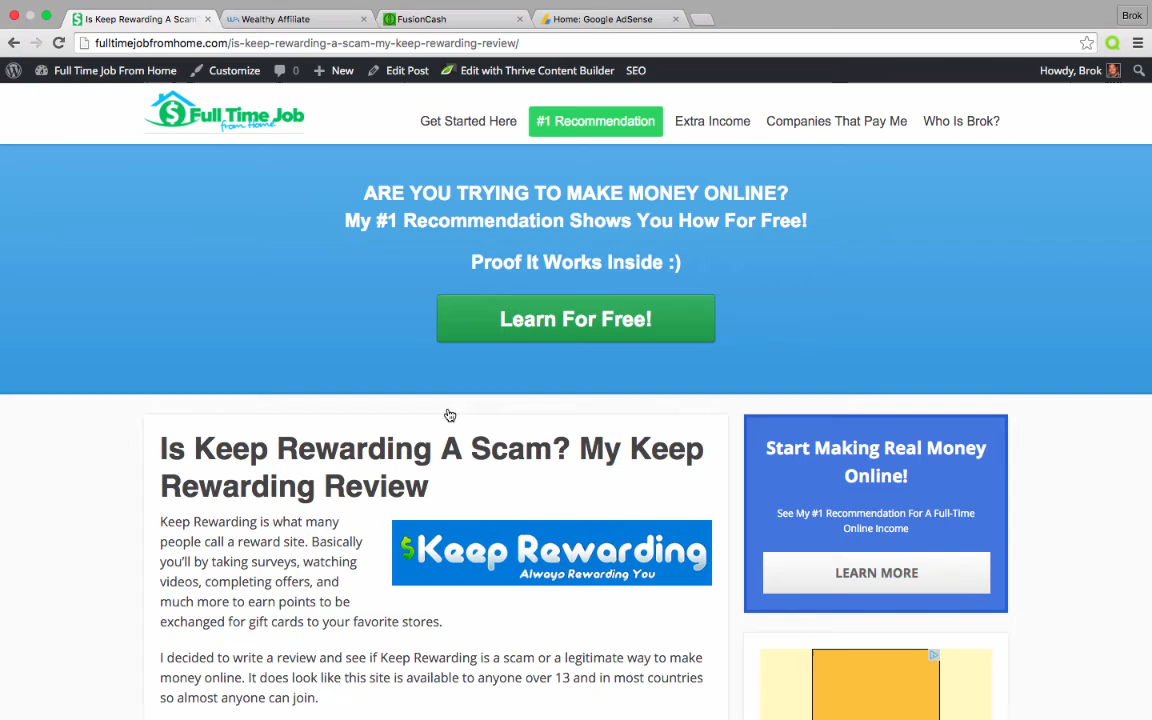 Is Keep Rewarding A Scam
Wealthy Affiliate
FusionCash
Home: Google AdSense
Brok
fulltimejobfromhome.com/is-keep-rewarding-a-scam-my-keep-rewarding-review/
Full Time Job From Home
Customize
0
New
Edit Post
Edit with Thrive Content Builder
SEO
Howdy, Brok
Full Time Job
from Home
Get Started Here
#1 Recommendation
Extra Income
Companies That Pay Me
Who Is Brok?
ARE YOU TRYING TO MAKE MONEY ONLINE?
My #1 Recommendation Shows You How For Free!
Proof It Works Inside :)
Learn For Free!
Is Keep Rewarding A Scam? My Keep
Rewarding Review
Keep Rewarding is what many
people call a reward site. Basically
you'll by taking surveys, watching
videos, completing offers, and
much more to earn points to be
exchanged for gift cards to your favorite stores.
$Keep Rewarding
Always Rewarding You
I decided to write a review and see if Keep Rewarding is a scam or a legitimate way to make
money online. It does look like this site is available to anyone over 13 and in most countries
so almost anyone can join.
Start Making Real Money
Online!
See My #1 Recommendation For A Full-Time
Online Income
LEARN MORE